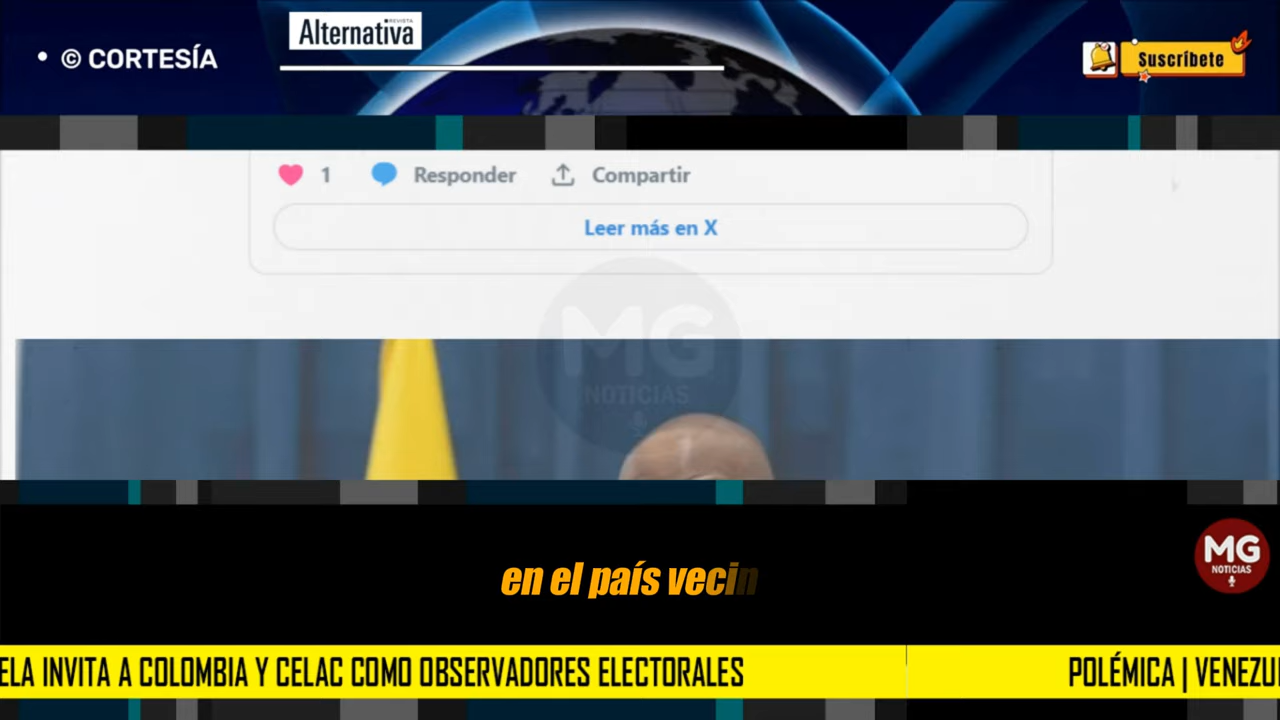 • © CORTESÍA
REVISTA
Alternativa
Suscríbete
1 Responder Compartir
Leer más en X
MG
NOTICIAS
en el país vecin
MG
NOTICIAS
ELA INVITA A COLOMBIA Y CELAC COMO OBSERVADORES ELECTORALES
POLÉMICA | VENEZU